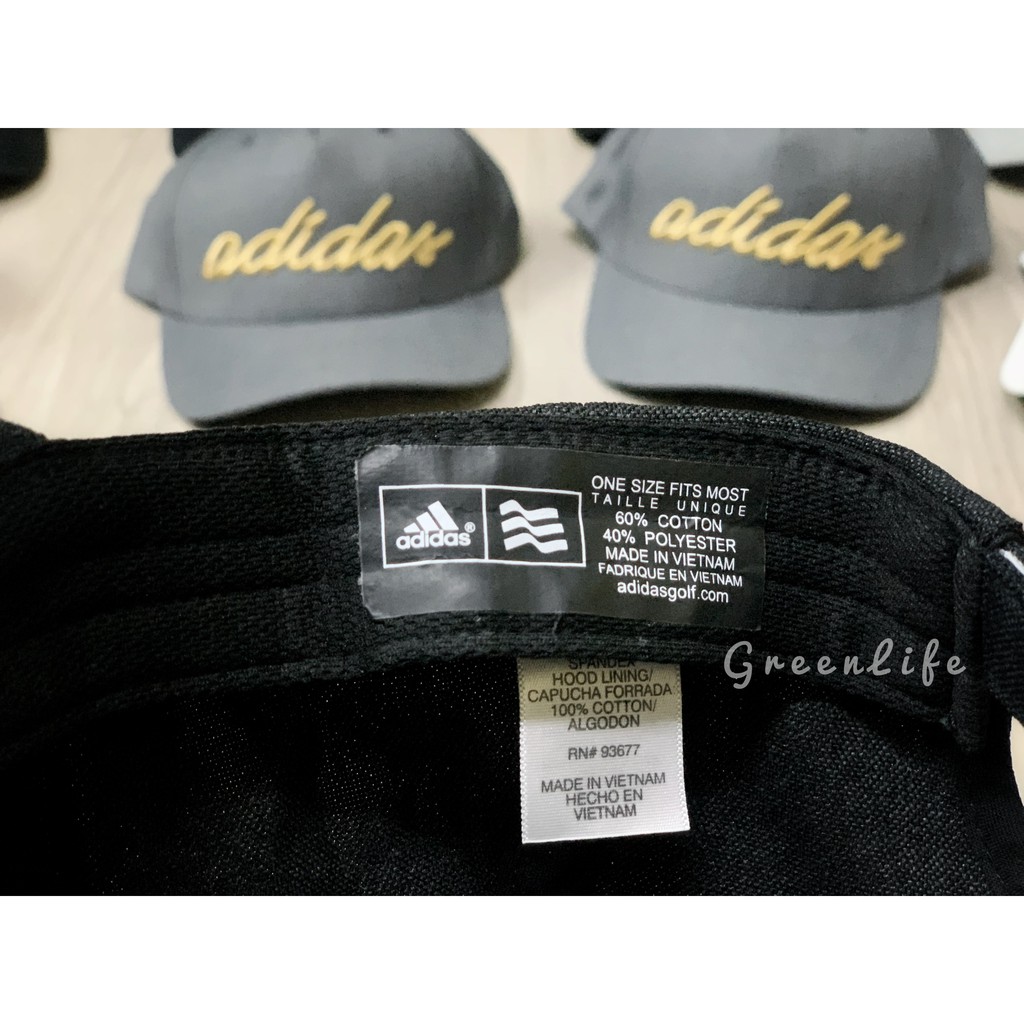 adidas
adidas
adidas®
ONE SIZE FITS MOST
TAILLE UNIQUE
60% COTTON
40% POLYESTER
MADE IN VIETNAM
FABRIQUE EN VIETNAM
adidasgolf.com
GreenLife
SPANDEX
HOOD LINING/
CAPUCHA FORRADA
100% COTTON/
ALGODON
RN# 93677
MADE IN VIETNAM
HECHO EN
VIETNAM